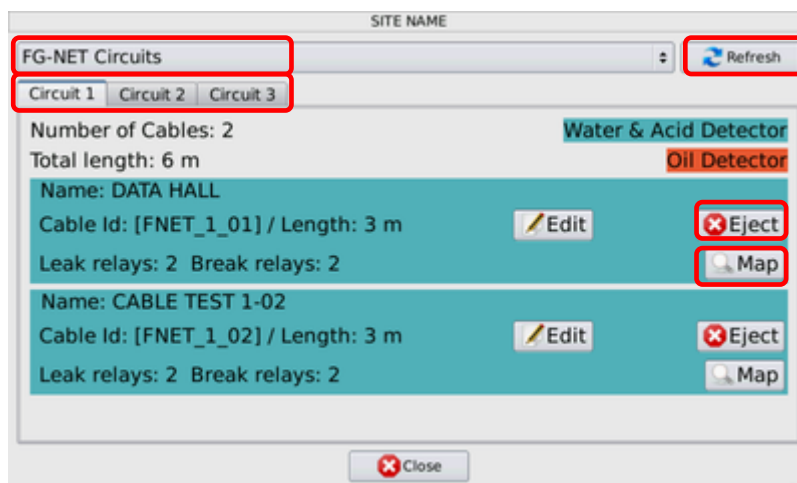 SITE NAME
FG-NET Circuits
Refresh
Circuit 1 Circuit 2 Circuit 3
Number of Cables: 2 Water & Acid Detector
Total length: 6 m Oil Detector
Name: DATA HALL
Cable Id: [FNET_1_01] / Length: 3 m Edit Eject
Leak relays: 2 Break relays: 2 Map
Name: CABLE TEST 1-02
Cable Id: [FNET_1_02] / Length: 3 m Edit Eject
Leak relays: 2 Break relays: 2 Map
Close